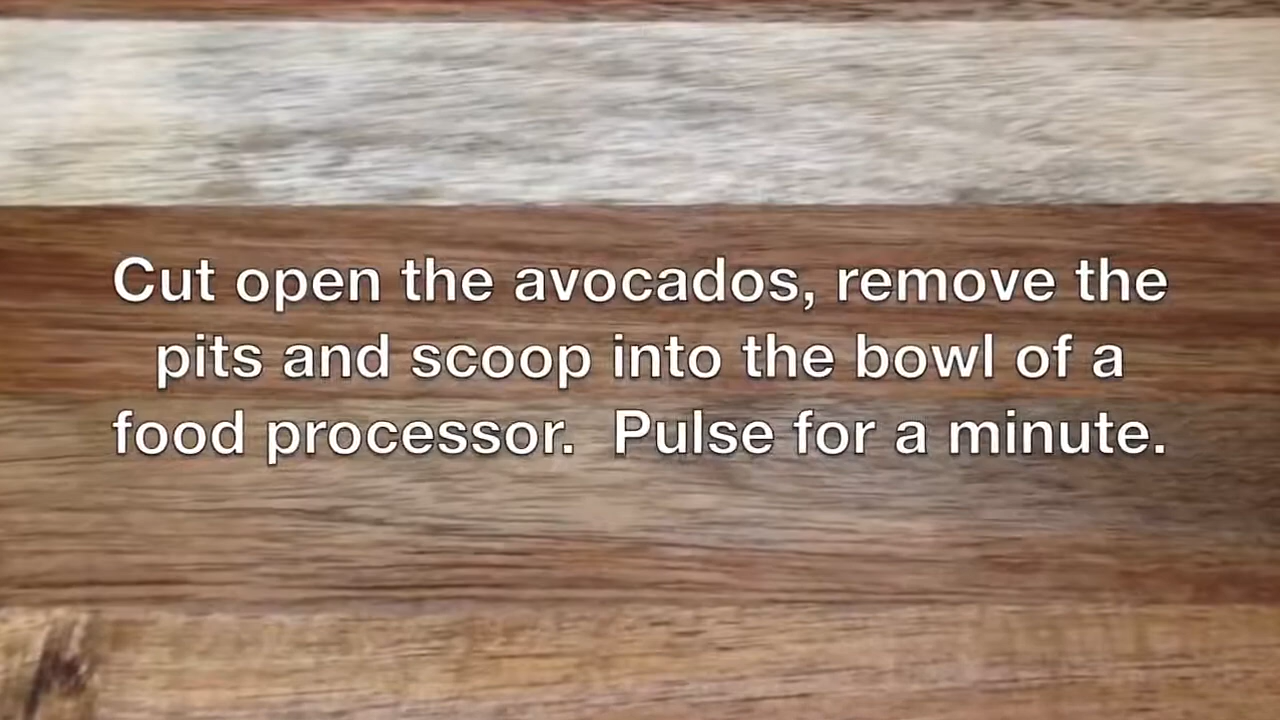 Cut open the avocados, remove the
pits and scoop into the bowl of a
food processor.  Pulse for a minute.